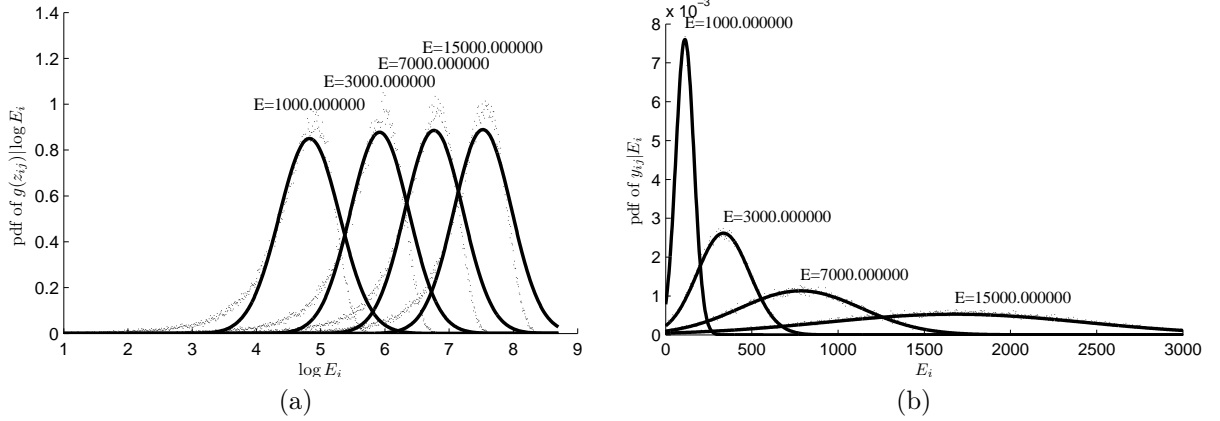 1.4
1.2
1
0.8
0.6
0.4
0.2
0
1 2 3 4 5 6 7 8 9
pdf of g(z_{ij})|log E_i
log E_i
E=1000.000000
E=3000.000000
E=7000.000000
E=15000.000000
(a)
x 10^{-3}
8
7
6
5
4
3
2
1
0
0 500 1000 1500 2000 2500 3000
pdf of y_{ij}|E_i
E_i
E=1000.000000
E=3000.000000
E=7000.000000
E=15000.000000
(b)